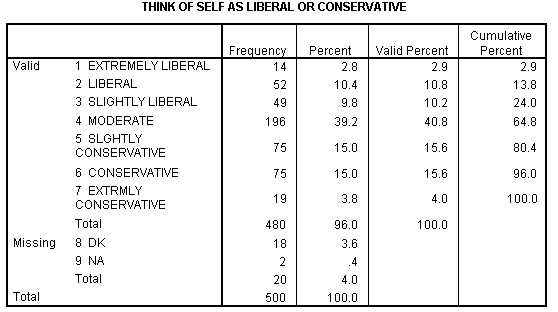 THINK OF SELF AS LIBERAL OR CONSERVATIVE
Frequency Percent Valid Percent Cumulative Percent
Valid 1 EXTREMELY LIBERAL 14 2.8 2.9 2.9
2 LIBERAL 52 10.4 10.8 13.8
3 SLIGHTLY LIBERAL 49 9.8 10.2 24.0
4 MODERATE 196 39.2 40.8 64.8
5 SLGHTLY
CONSERVATIVE 75 15.0 15.6 80.4
6 CONSERVATIVE 75 15.0 15.6 96.0
7 EXTRMLY
CONSERVATIVE 19 3.8 4.0 100.0
Total 480 96.0 100.0
Missing 8 DK 18 3.6
9 NA 2 .4
Total 20 4.0
Total 500 100.0